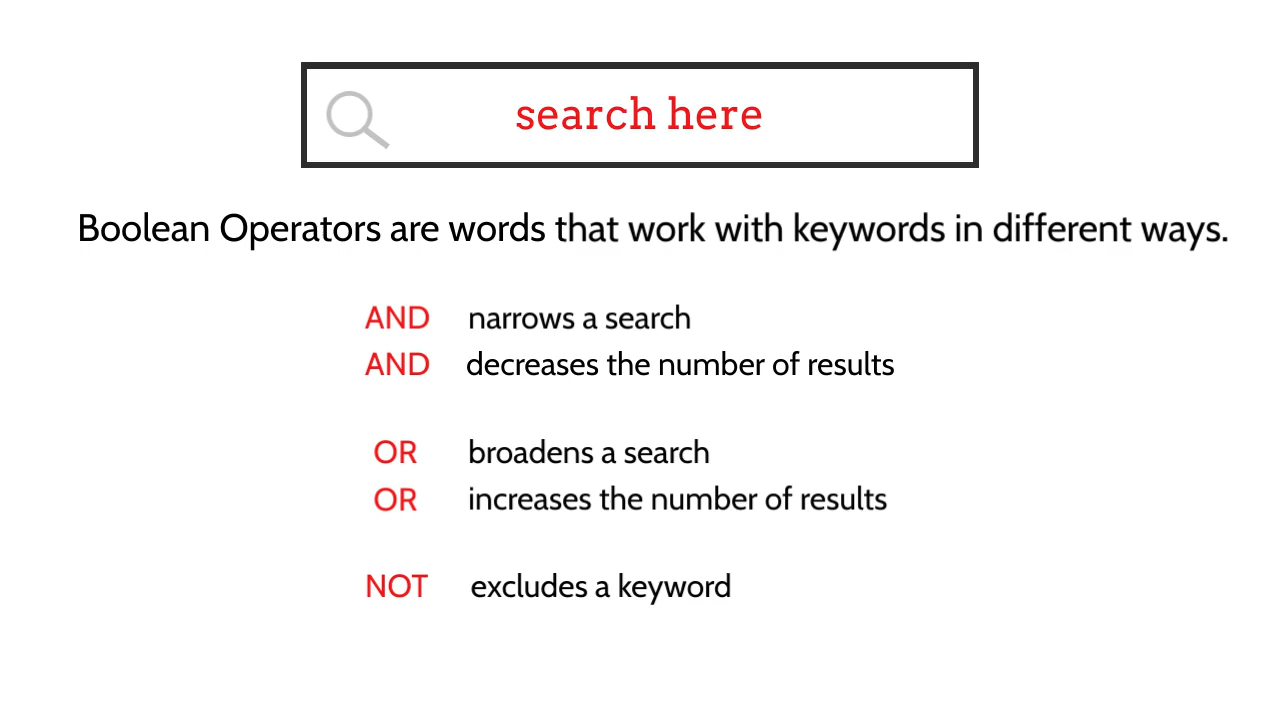 search here
Boolean Operators are words that work with keywords in different ways.
AND narrows a search
AND decreases the number of results
OR broadens a search
OR increases the number of results
NOT excludes a keyword